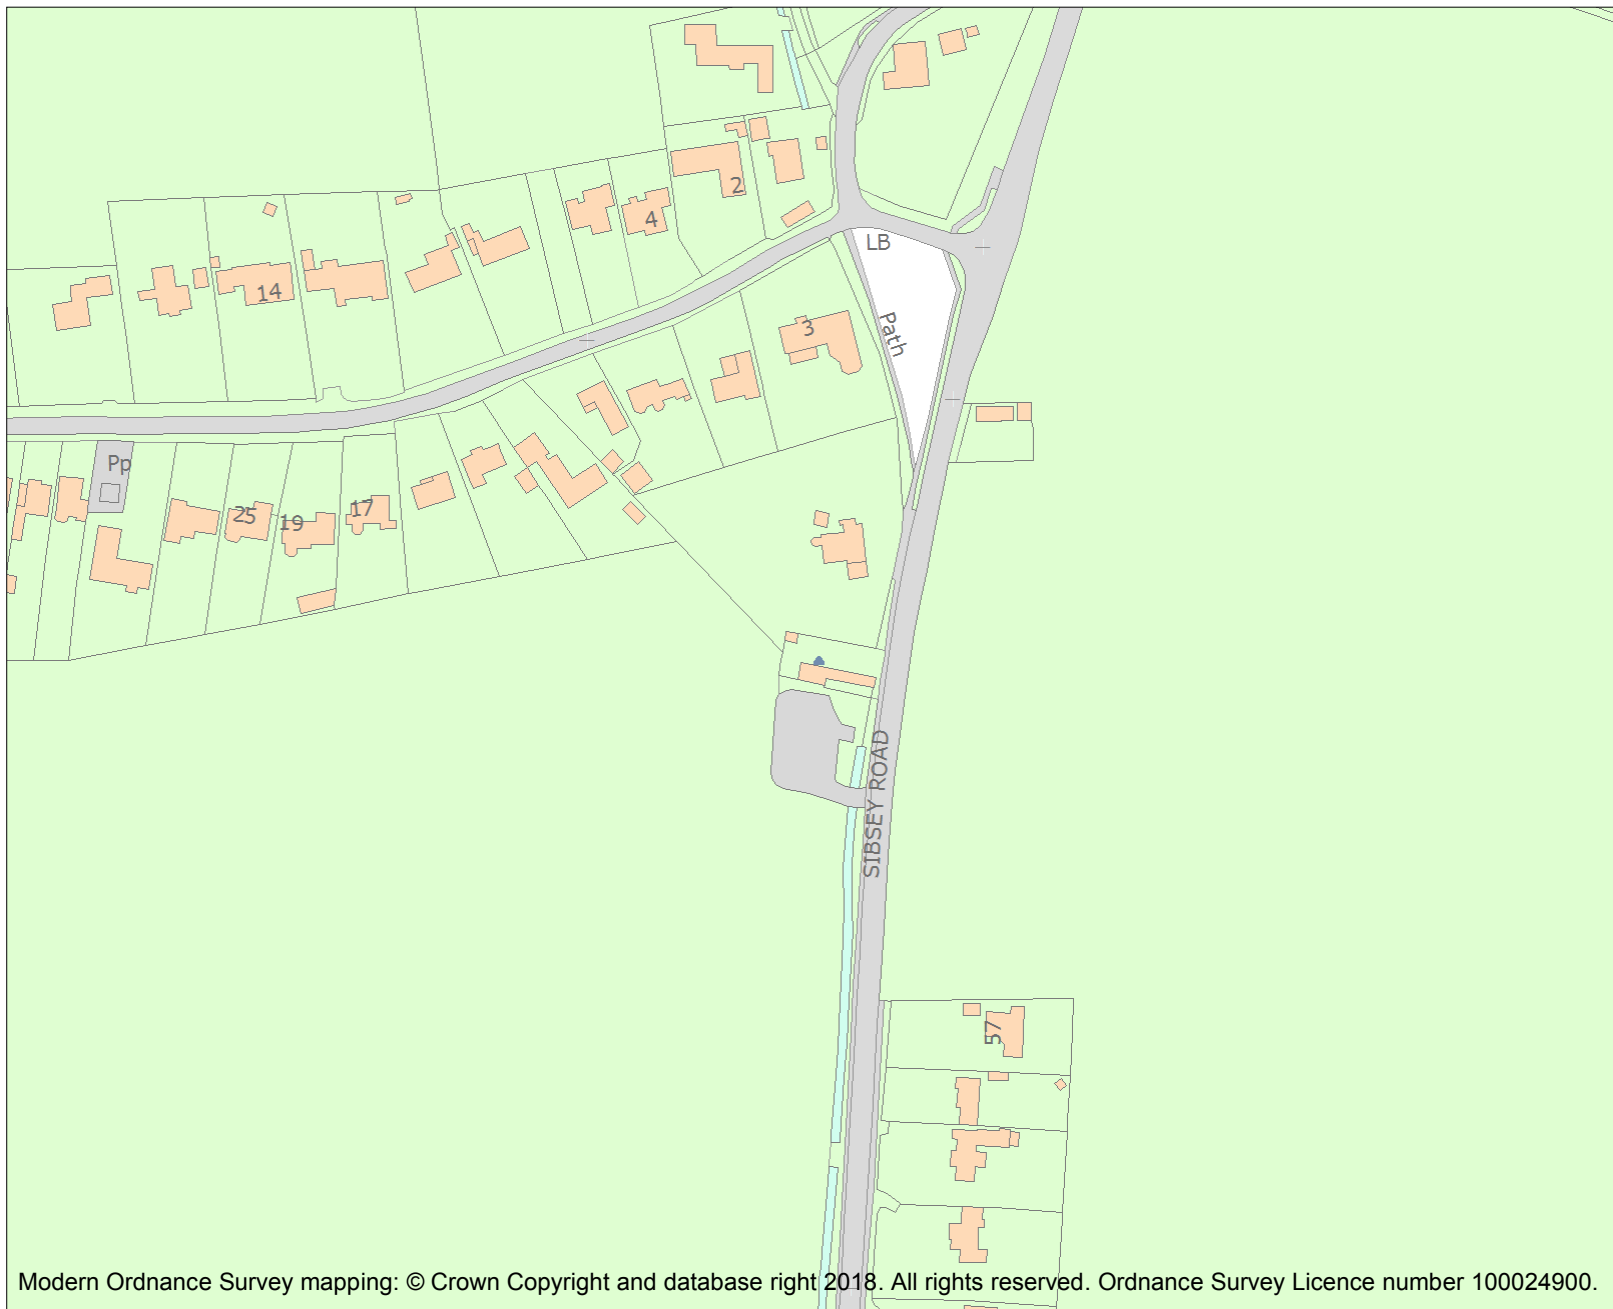 2
4
LB
14
3
Path
Pp
25
19
17
SIBSEY ROAD
57
Modern Ordnance Survey mapping: © Crown Copyright and database right 2018. All rights reserved. Ordnance Survey Licence number 100024900.